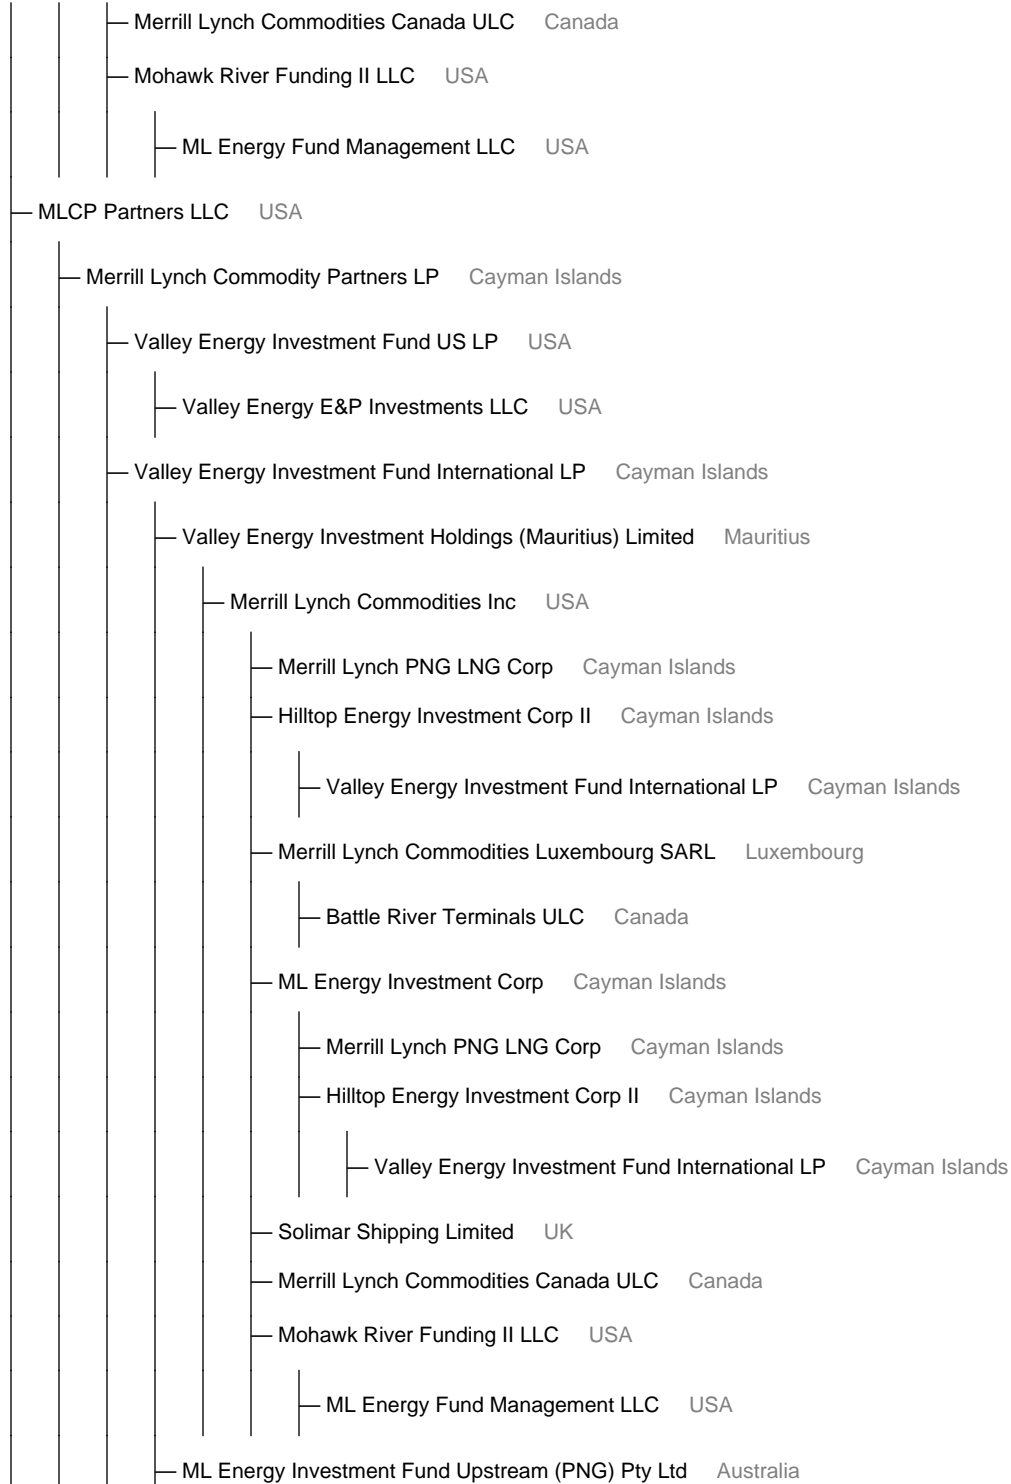 Merrill Lynch Commodities Canada ULC Canada
Mohawk River Funding II LLC USA
ML Energy Fund Management LLC USA
MLCP Partners LLC USA
Merrill Lynch Commodity Partners LP Cayman Islands
Valley Energy Investment Fund US LP USA
Valley Energy E&P Investments LLC USA
Valley Energy Investment Fund International LP Cayman Islands
Valley Energy Investment Holdings (Mauritius) Limited Mauritius
Merrill Lynch Commodities Inc USA
Merrill Lynch PNG LNG Corp Cayman Islands
Hilltop Energy Investment Corp II Cayman Islands
Valley Energy Investment Fund International LP Cayman Islands
Merrill Lynch Commodities Luxembourg SARL Luxembourg
Battle River Terminals ULC Canada
ML Energy Investment Corp Cayman Islands
Merrill Lynch PNG LNG Corp Cayman Islands
Hilltop Energy Investment Corp II Cayman Islands
Valley Energy Investment Fund International LP Cayman Islands
Solimar Shipping Limited UK
Merrill Lynch Commodities Canada ULC Canada
Mohawk River Funding II LLC USA
ML Energy Fund Management LLC USA
ML Energy Investment Fund Upstream (PNG) Pty Ltd Australia